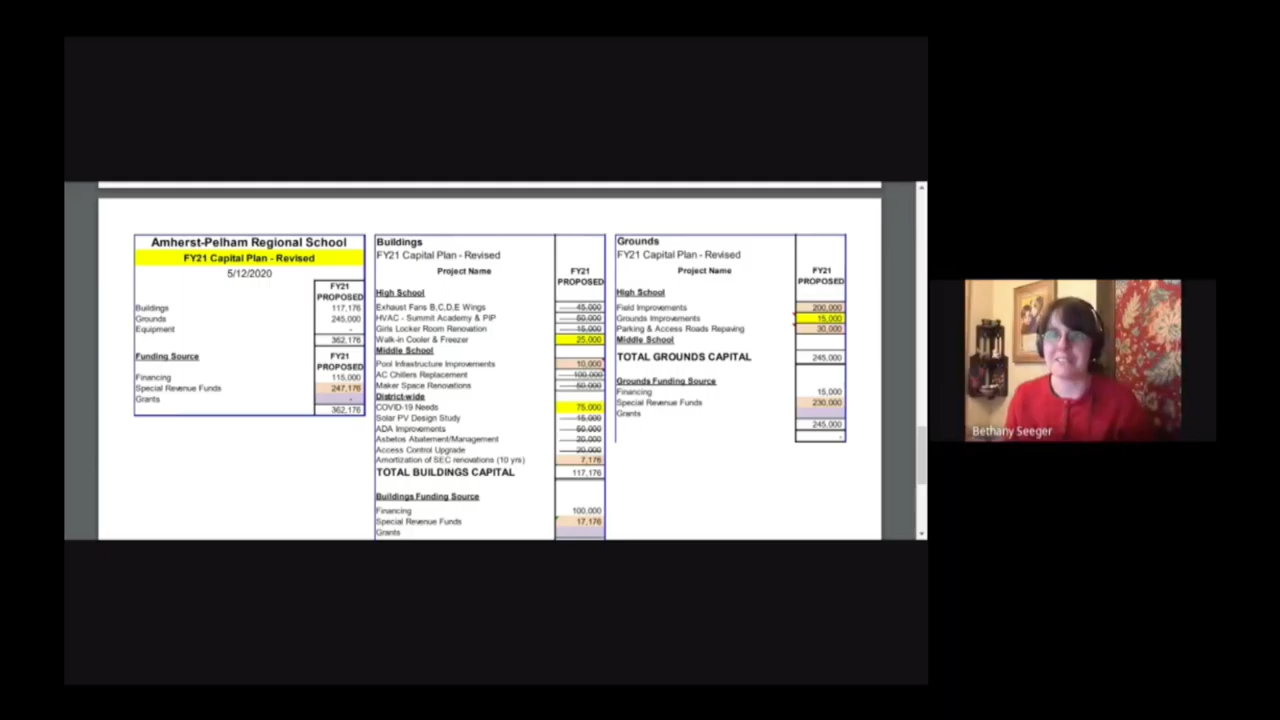 Amherst-Pelham Regional School
FY21 Capital Plan - Revised
5/12/2020
FY21
PROPOSED
Buildings 117,176
Grounds 245,000
Equipment -
362,176
Funding Source FY21
PROPOSED
Financing 115,000
Special Revenue Funds 247,176
Grants -
362,176
Buildings
FY21 Capital Plan - Revised
Project Name FY21
PROPOSED
High School
Exhaust Fans B,C,D,E Wings 45,000
HVAC - Summit Academy & PIP 50,000
Girls Locker Room Renovation 15,000
Walk-in Cooler & Freezer 25,000
Middle School
Pool Infrastructure Improvements 10,000
AC Chillers Replacement 100,000
Maker Space Renovations 50,000
District-wide
COVID-19 Needs 75,000
Solar PV Design Study 15,000
ADA Improvements 50,000
Asbetos Abatement/Management 20,000
Access Control Upgrade 20,000
Amortization of SEC renovations (10 yrs) 7,176
TOTAL BUILDINGS CAPITAL 117,176
Buildings Funding Source
Financing 100,000
Special Revenue Funds 17,176
Grants
Grounds
FY21 Capital Plan - Revised
Project Name FY21
PROPOSED
High School
Field Improvements 200,000
Grounds Improvements 15,000
Parking & Access Roads Repaving 30,000
Middle School
TOTAL GROUNDS CAPITAL 245,000
Grounds Funding Source
Financing 15,000
Special Revenue Funds 230,000
Grants
245,000
-
Bethany Seeger